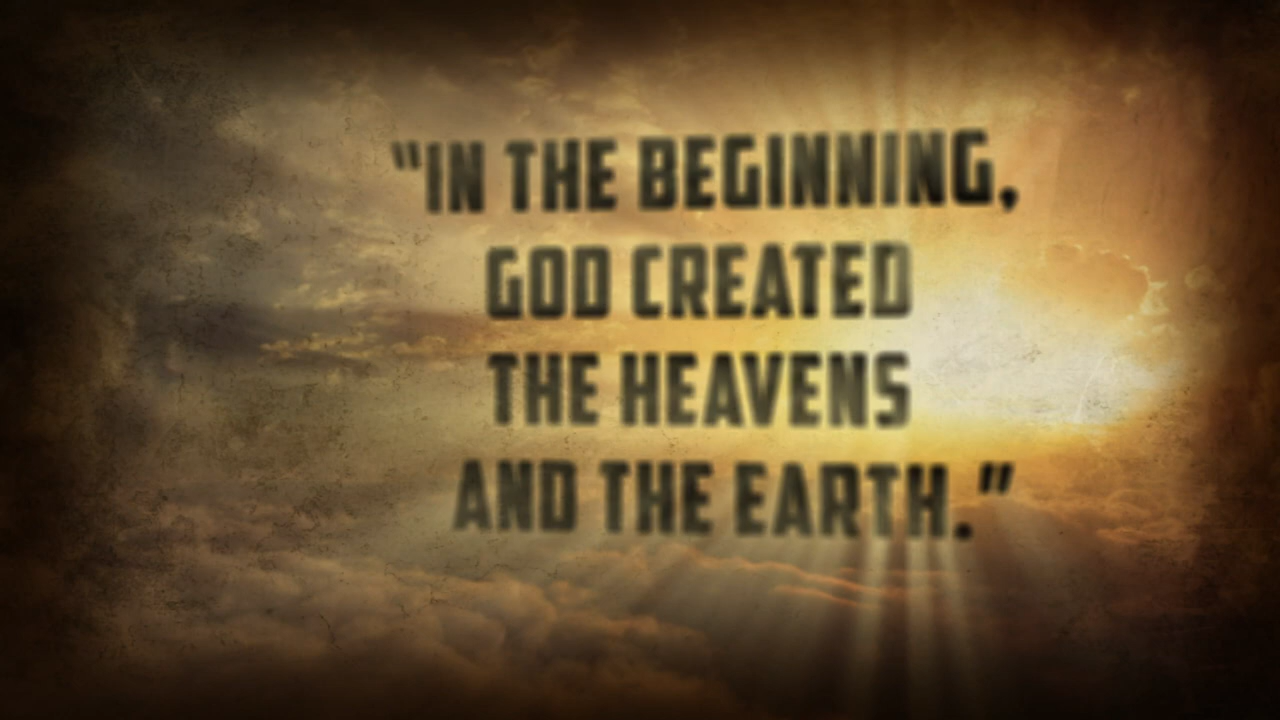 "IN THE BEGINNING,
GOD CREATED
THE HEAVENS
AND THE EARTH."